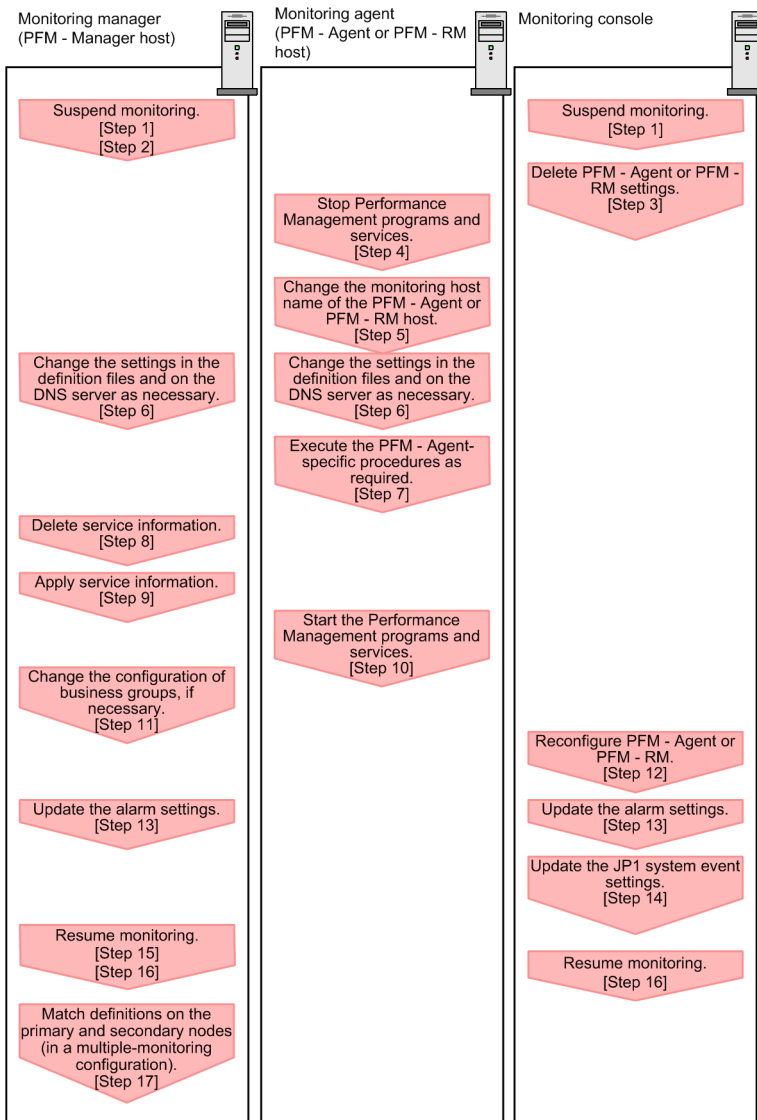 Monitoring manager
(PFM - Manager host)
Monitoring agent
(PFM - Agent or PFM - RM
host)
Monitoring console
Suspend monitoring.
[Step 1]
[Step 2]
Suspend monitoring.
[Step 1]
Delete PFM - Agent or PFM -
RM settings.
[Step 3]
Stop Performance
Management programs and
services.
[Step 4]
Change the monitoring host
name of the PFM - Agent or
PFM - RM host.
[Step 5]
Change the settings in the
definition files and on the
DNS server as necessary.
[Step 6]
Change the settings in the
definition files and on the
DNS server as necessary.
[Step 6]
Execute the PFM - Agent-
specific procedures as
required.
[Step 7]
Delete service information.
[Step 8]
Apply service information.
[Step 9]
Start the Performance
Management programs and
services.
[Step 10]
Change the configuration of
business groups, if
necessary.
[Step 11]
Reconfigure PFM - Agent or
PFM - RM.
[Step 12]
Update the alarm settings.
[Step 13]
Update the alarm settings.
[Step 13]
Update the JP1 system event
settings.
[Step 14]
Resume monitoring.
[Step 15]
[Step 16]
Resume monitoring.
[Step 16]
Match definitions on the
primary and secondary nodes
(in a multiple-monitoring
configuration).
[Step 17]